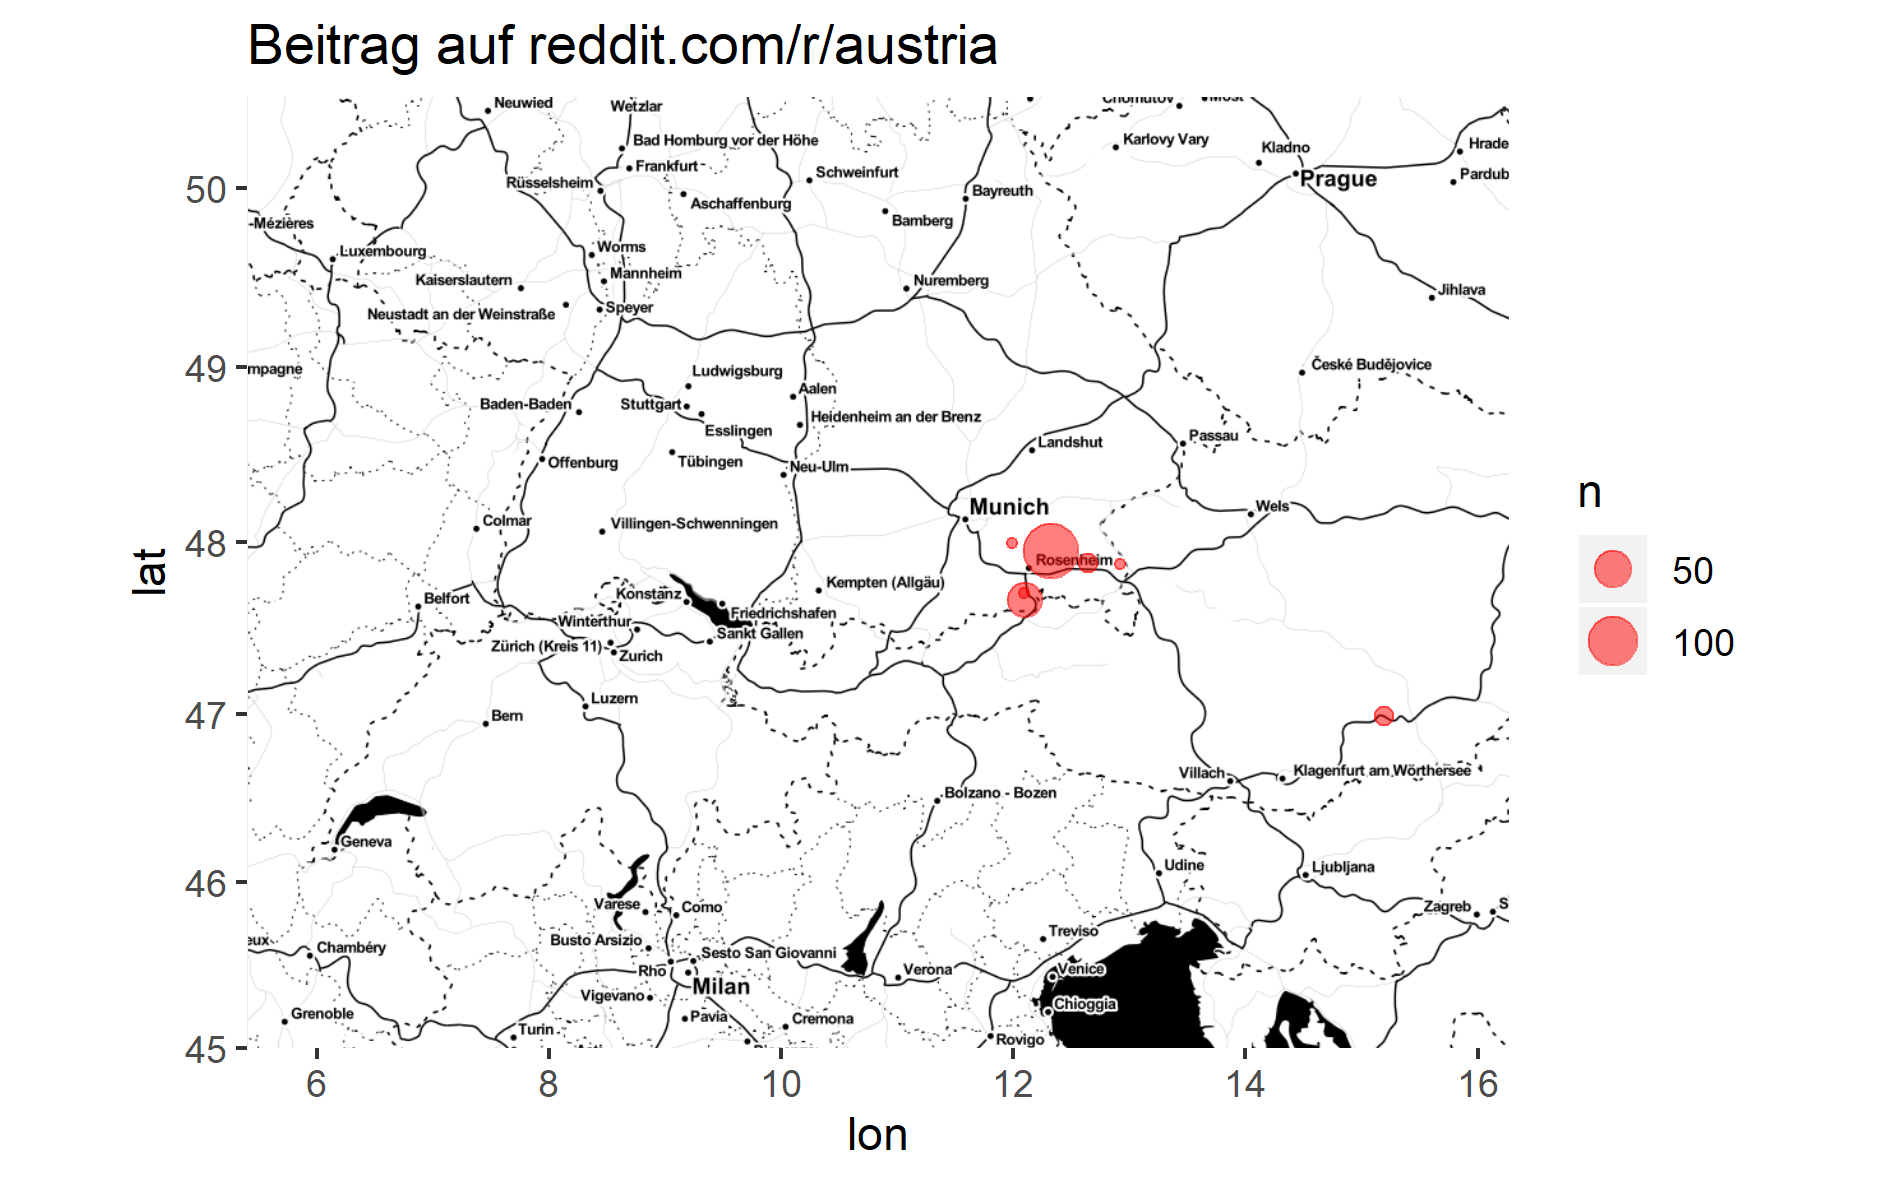 Beitrag auf reddit.com/r/austria
Neuwied
Wetzlar
Chomutov
Most
Bad Homburg vor der Höhe
Karlovy Vary
Kladno
Hrade
Frankfurt
Schweinfurt
Prague
Pardub
Rüsselsheim
Aschaffenburg
Bayreuth
50
Bamberg
-Mézières
Luxembourg
Worms
Mannheim
Kaiserslautern
Nuremberg
Jihlava
Neustadt an der Weinstraße
Speyer
49
mpagne
Ludwigsburg
České Budějovice
Aalen
Baden-Baden
Stuttgart
Heidenheim an der Brenz
Esslingen
Landshut
Passau
Offenburg
Tübingen
Neu-Ulm
n
Munich
Wels
Colmar
Villingen-Schwenningen
48
Rosenheim
50
lat
Kempten (Allgäu)
Belfort
Konstanz
Friedrichshafen
Winterthur
Sankt Gallen
Zürich (Kreis 11)
Zurich
100
Luzern
47
Bern
Villach
Klagenfurt am Wörthersee
Bolzano - Bozen
Geneva
Udine
Ljubljana
46
Varese
Como
Zagreb
S
eux
Chambéry
Busto Arsizio
Sesto San Giovanni
Treviso
Rho
Milan
Verona
Venice
Vigevano
Chioggia
Grenoble
Pavia
Cremona
Turin
Rovigo
45
6
8
10
12
14
16
lon